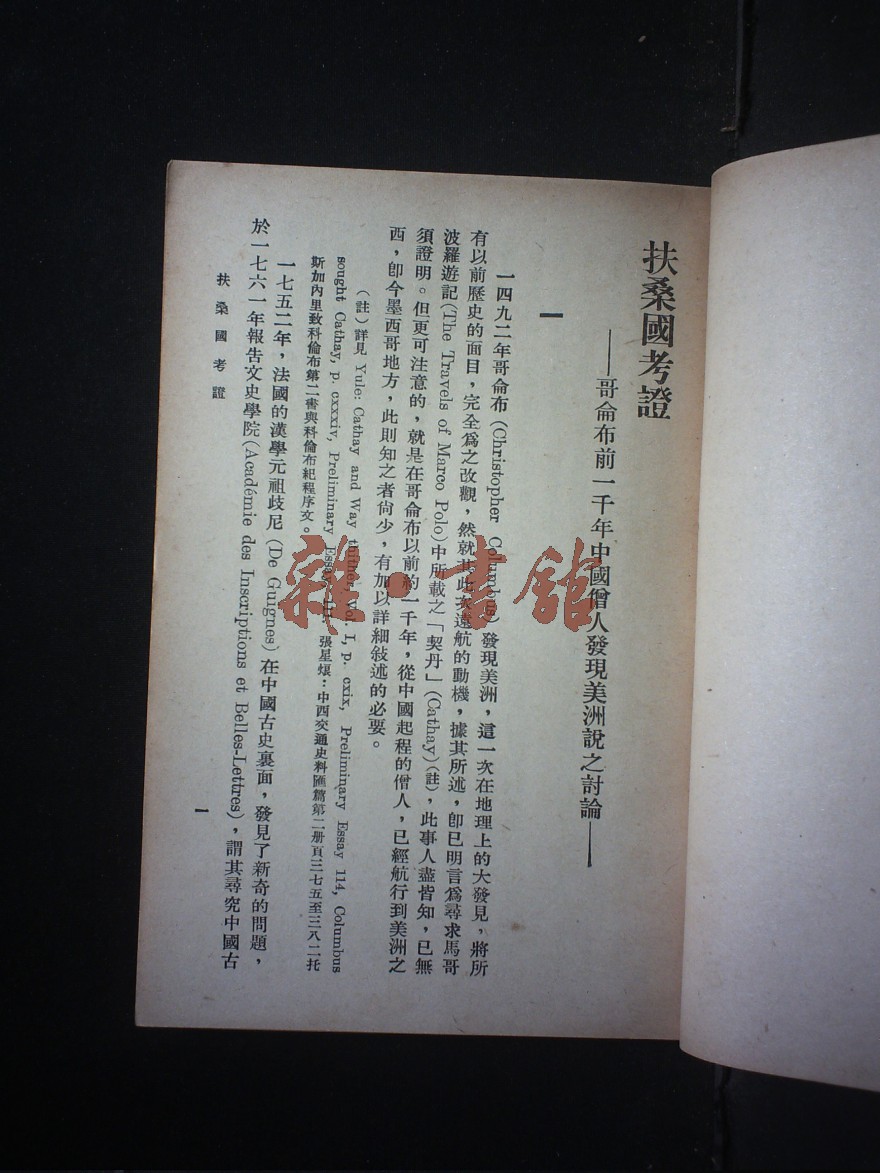 扶桑國考證
——哥侖布前一千年中國僧人發現美洲說之討論——
一
一四九二年哥侖布 (Christopher Columbus) 發現美洲，這一次在地理上的大發見，將所
有以前歷史的面目，完全爲之改觀，然就其此次遠航的動機，據其所述，卽已明言爲尋求馬哥
波羅遊記 (The Travels of Marco Polo) 中所載之「契丹」(Cathay)(註)，此事人盡皆知，已無
須證明。但更可注意的，就是在哥侖布以前約一千年，從中國起程的僧人，已經航行到美洲之
西，卽今墨西哥地方，此則知之者尙少，有加以詳細敍述的必要。
（註）詳見 Yule: Cathay and Way thither, Vol. I, p. cxix, Preliminary Essay 114, Columbus
sought Cathay, p. cxxxiv, Preliminary Essay 張星烺：中西交通史料匯篇第二册頁三七五至三八二托
斯加內里致科倫布第二書與科倫布紀程序文。
一七五二年，法國的漢學元祖歧尼 (De Guignes) 在中國古史裏面，發見了新奇的問題，
於一七六一年報告文史學院 (Académie des Inscriptions et Belles-Lettres)，謂其尋究中國古
扶桑國考證
一
雜·書館